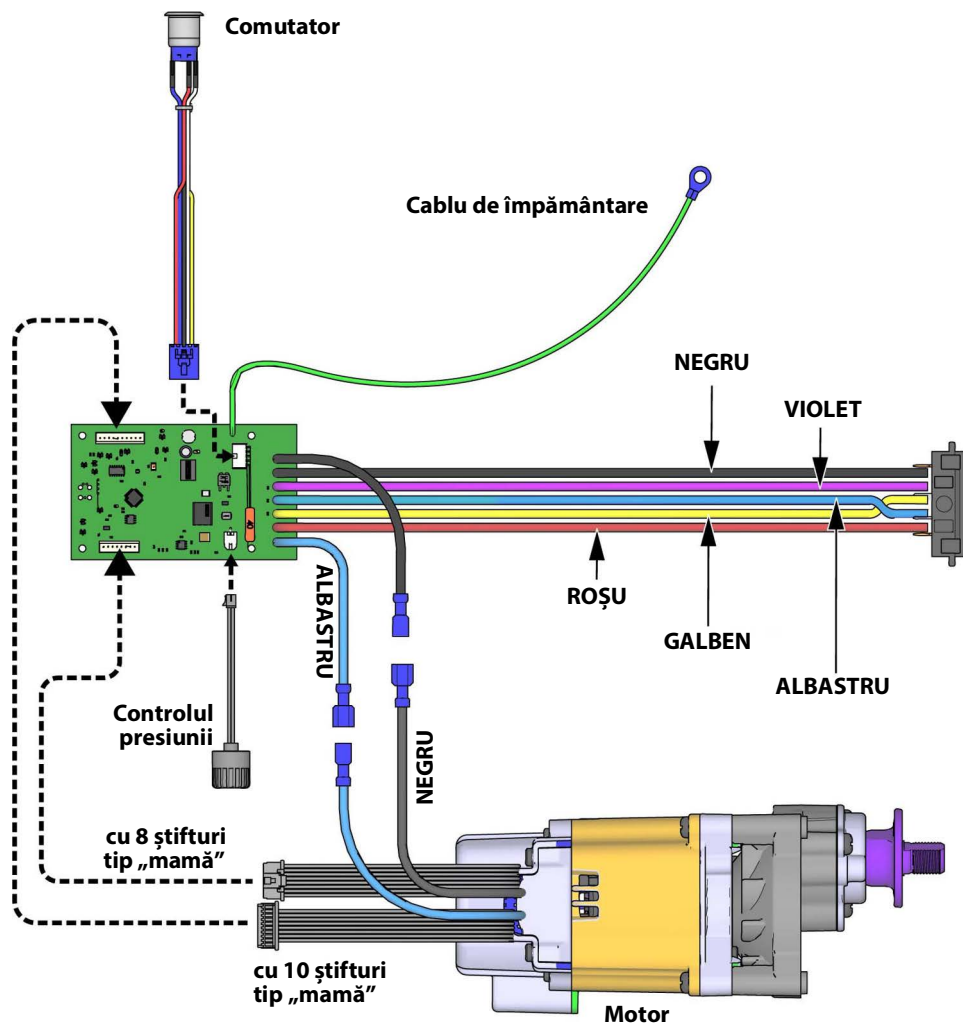 Comutator
Cablu de împământare
NEGRU
VIOLET
ROȘU
GALBEN
ALBASTRU
ALBASTRU
NEGRU
Controlul
presiunii
cu 8 știfturi
tip „mamă”
cu 10 știfturi
tip „mamă”
Motor